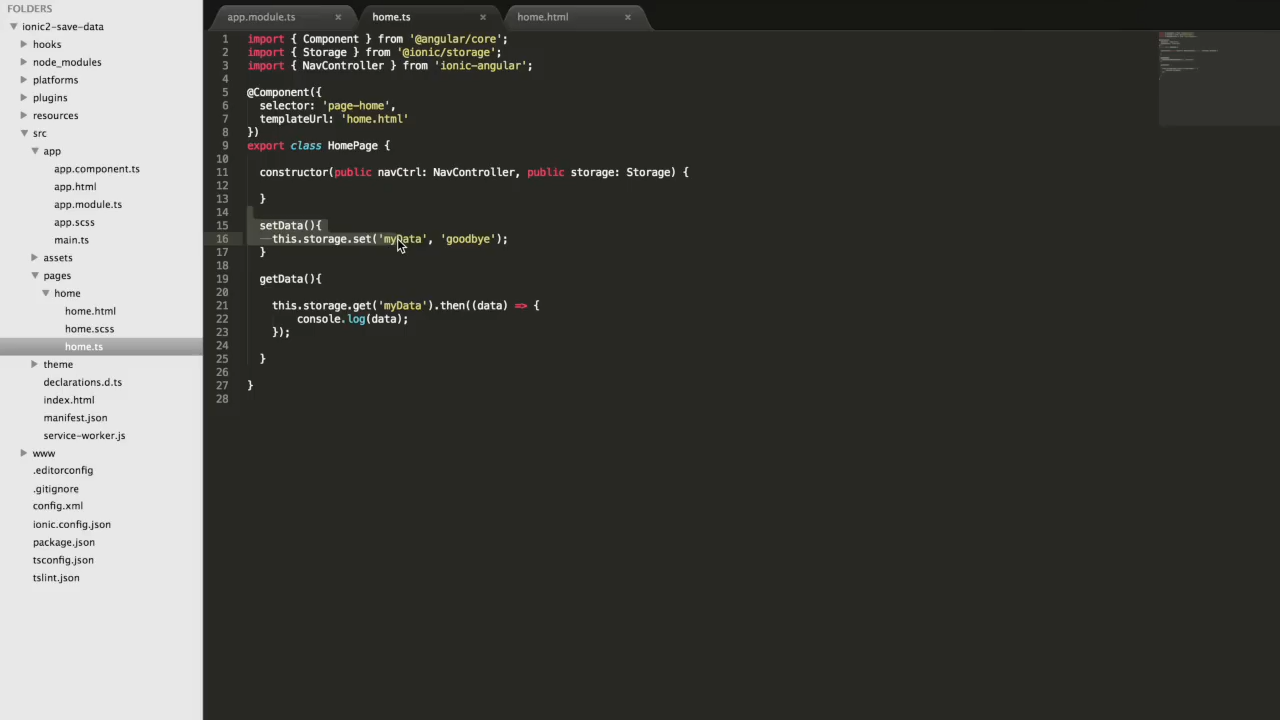 FOLDERS
ionic2-save-data
hooks
node_modules
platforms
plugins
resources
src
app
app.component.ts
app.html
app.module.ts
app.scss
main.ts
assets
pages
home
home.html
home.scss
home.ts
theme
declarations.d.ts
index.html
manifest.json
service-worker.js
www
.editorconfig
.gitignore
config.xml
ionic.config.json
package.json
tsconfig.json
tslint.json
app.module.ts × home.ts × home.html ×
1 import { Component } from '@angular/core';
2 import { Storage } from '@ionic/storage';
3 import { NavController } from 'ionic-angular';
4
5 @Component({
6   selector: 'page-home',
7   templateUrl: 'home.html'
8 })
9 export class HomePage {
10
11   constructor(public navCtrl: NavController, public storage: Storage) {
12
13   }
14
15   setData(){
16     this.storage.set('myData', 'goodbye');
17   }
18
19   getData(){
20
21     this.storage.get('myData').then((data) => {
22         console.log(data);
23     });
24
25   }
26
27 }
28